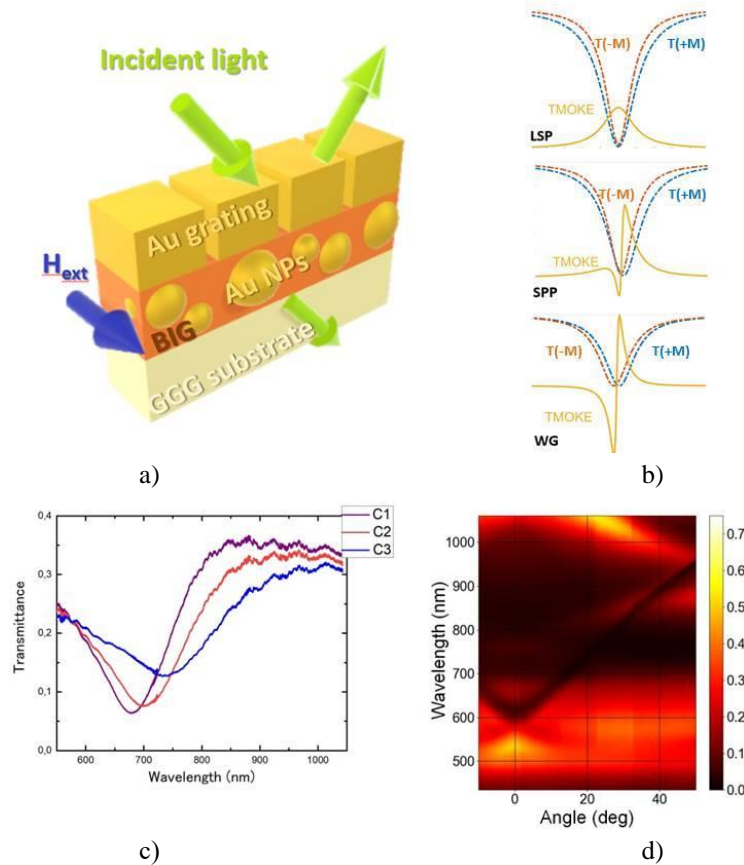 Incident light
Au grating
Au NPs
Hext
BIG
GGG substrate
a)
T(-M)
T(+M)
TMOKE
LSP
T(-M)
T(+M)
TMOKE
SPP
T(-M)
T(+M)
TMOKE
WG
b)
C1
C2
C3
0,4
0,3
0,2
0,1
0,0
Transmittance
600 700 800 900 1000
Wavelength (nm)
c)
1000
900
800
700
600
500
Wavelength (nm)
0 20 40
Angle (deg)
0.7
0.6
0.5
0.4
0.3
0.2
0.1
0.0
d)